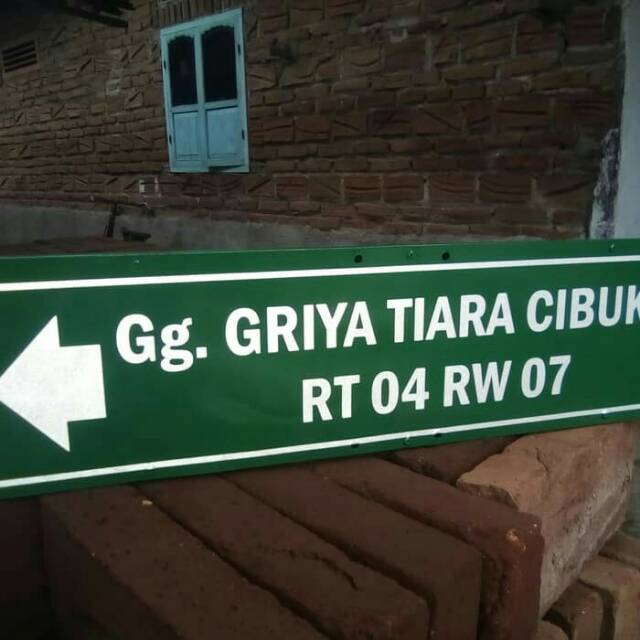 Gg. GRIYA TIARA CIBUK
RT 04 RW 07